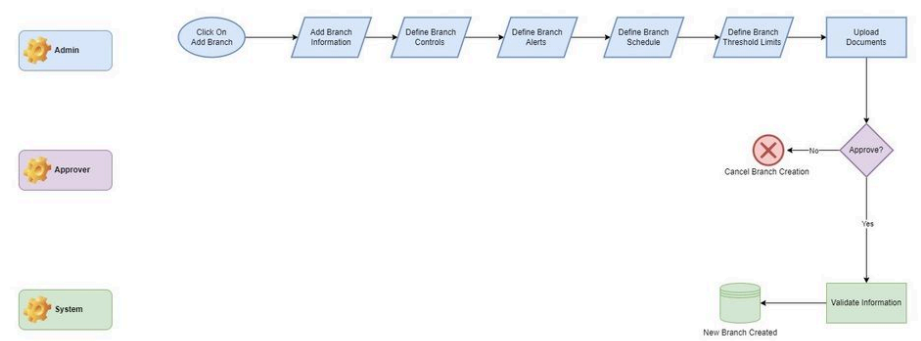 Admin
Click On
Add Branch
Add Branch
Information
Define Branch
Controls
Define Branch
Alerts
Define Branch
Schedule
Define Branch
Threshold Limits
Upload
Documents
Approver
Cancel Branch Creation
No
Approve?
Yes
System
New Branch Created
Validate Information